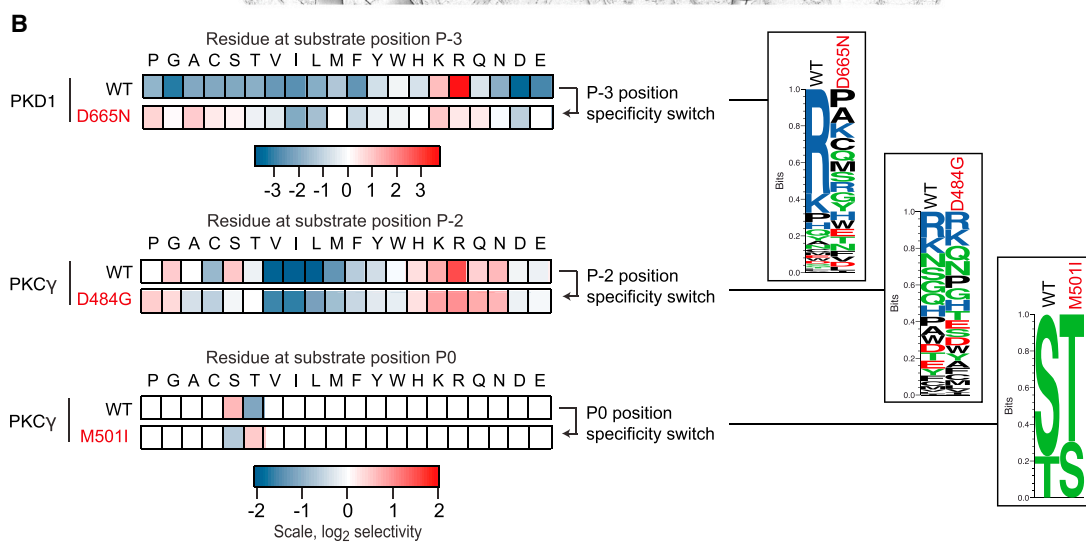 B
Residue at substrate position P-3
P G A C S T V I L M F Y W H K R Q N D E
PKD1
WT
D665N
P-3 position
specificity switch
-3 -2 -1 0 1 2 3
Residue at substrate position P-2
P G A C S T V I L M F Y W H K R Q N D E
PKCγ
WT
D484G
P-2 position
specificity switch
Residue at substrate position P0
P G A C S T V I L M F Y W H K R Q N D E
PKCγ
WT
M501I
P0 position
specificity switch
-2 -1 0 1 2
Scale, log2 selectivity
WT
D665N
Bits
1.0
0.8
0.6
0.4
0.2
0.0
R
K
P
P
A
K
C
Q
M
S
R
G
Y
H
W
E
WT
D484G
Bits
1.0
0.8
0.6
0.4
0.2
0.0
R
K
N
S
G
Q
H
P
A
W
D
R
K
Q
N
P
G
H
T
E
S
D
W
WT
M501I
Bits
1.0
0.8
0.6
0.4
0.2
0.0
S
T
T
S